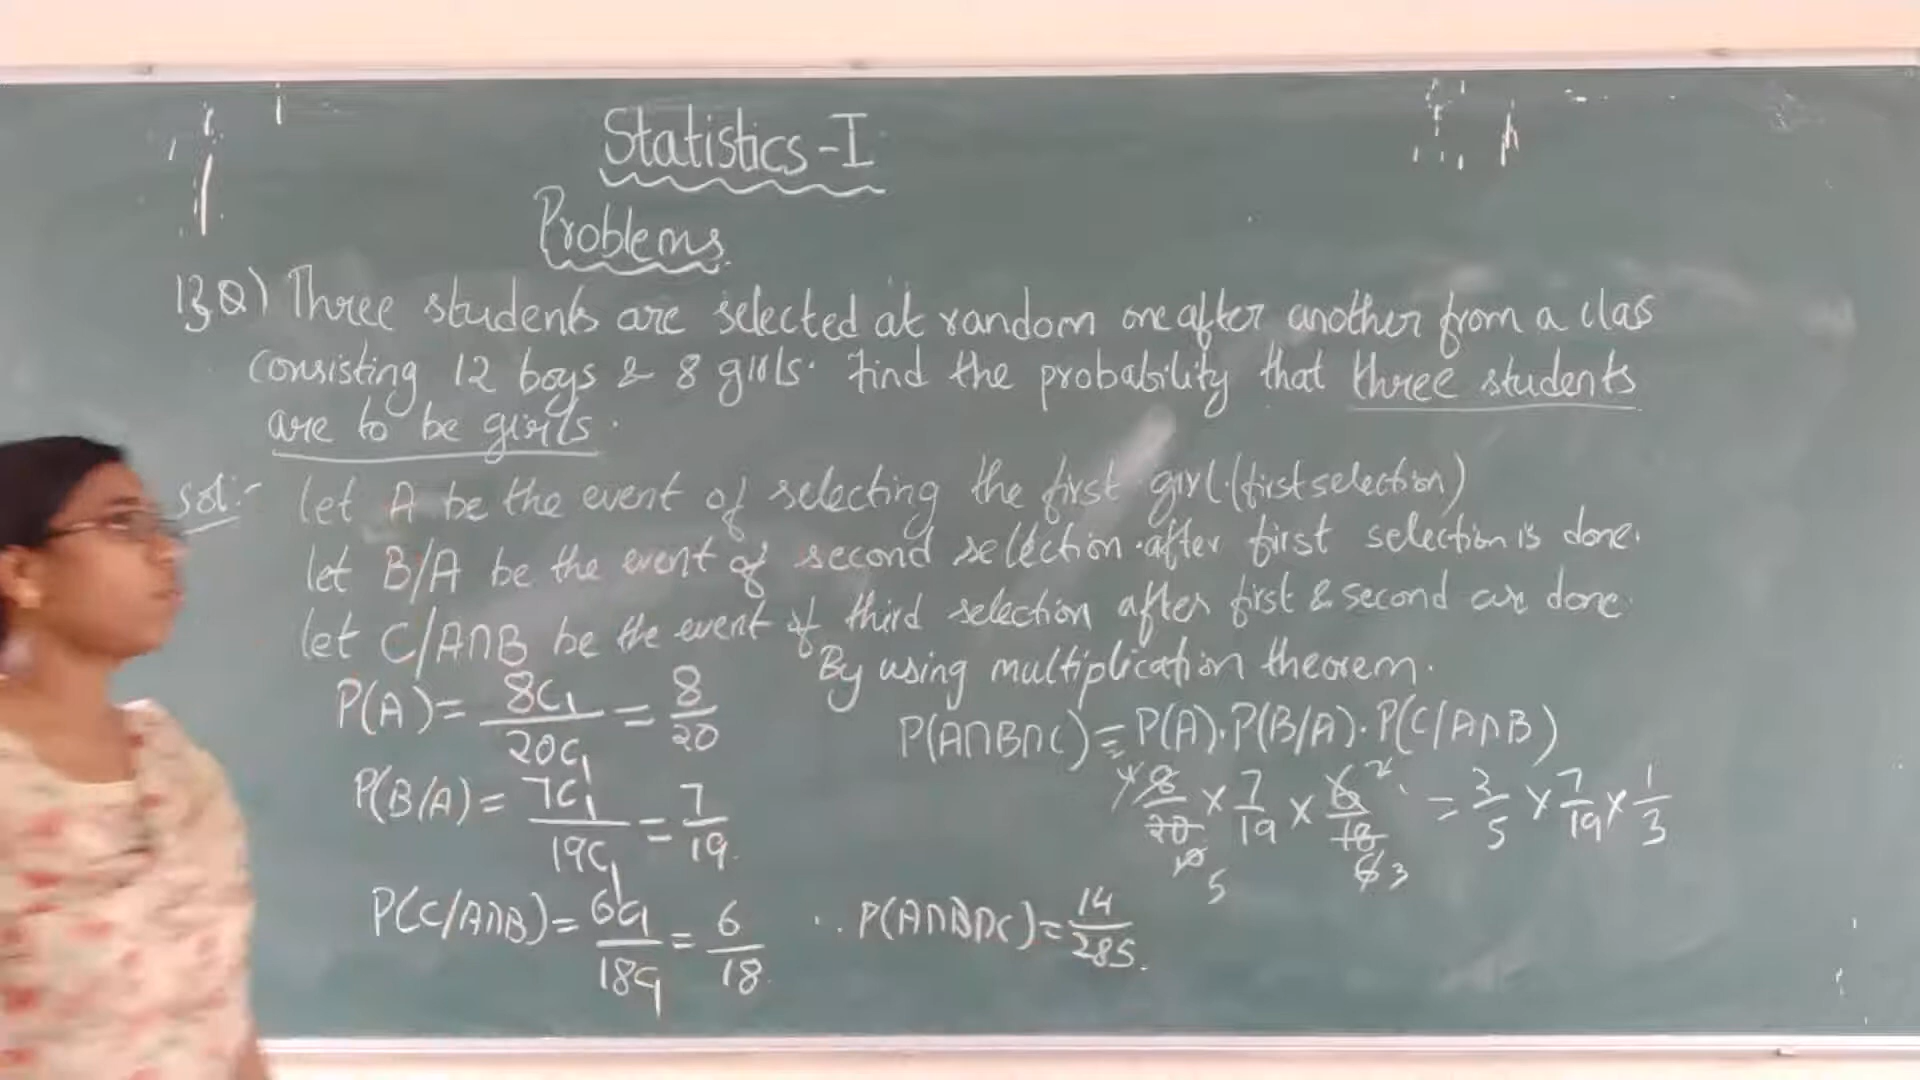 Statistics-I
Problems
13Q) Three students are selected at random one after another from a clas
consisting 12 boys & 8 girls. Find the probability that three students
are to be girls.
Sol:- Let A be the event of selecting the first girl. (first selection)
let B/A be the event of second selection after first selection is done.
let C/A∩B be the event of third selection after first & second are done.
By using multiplication theorem.
P(A) = 8C₁/20C₁ = 8/20
P(B/A) = 7C₁/19C₁ = 7/19.
P(C/A∩B) = 6C₁/18C₁ = 6/18.
P(A∩B∩C) = P(A).P(B/A).P(C/A∩B)
8/20 × 7/19 × 6/18 = 2/5 × 7/19 × 1/3
∴ P(A∩B∩C) = 14/285.